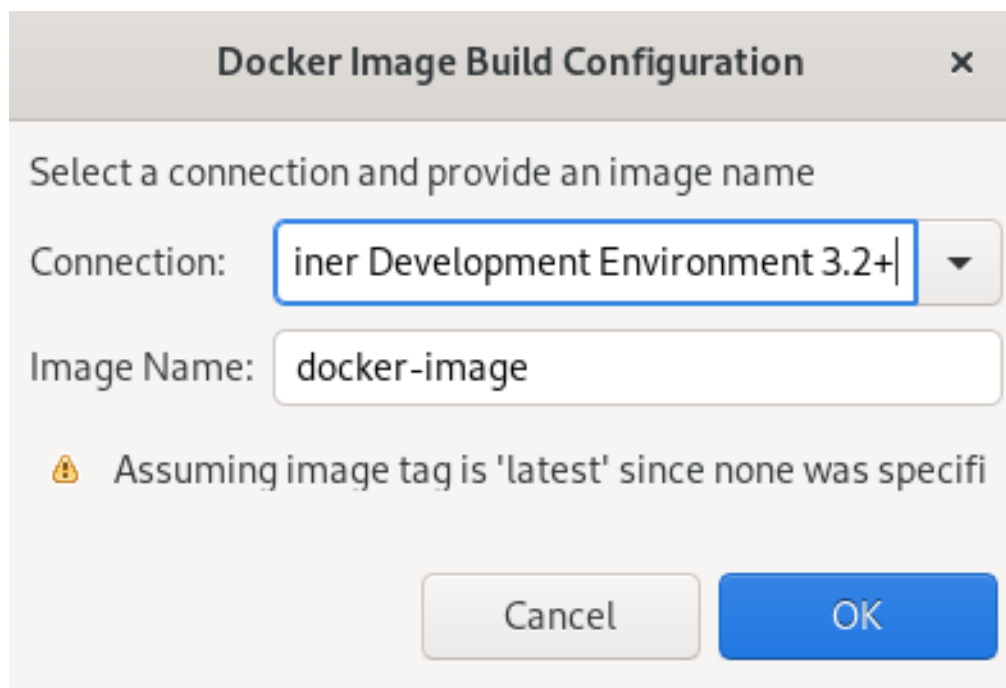 Docker Image Build Configuration
Select a connection and provide an image name
Connection: iner Development Environment 3.2+
Image Name: docker-image
Assuming image tag is 'latest' since none was specifi
Cancel OK